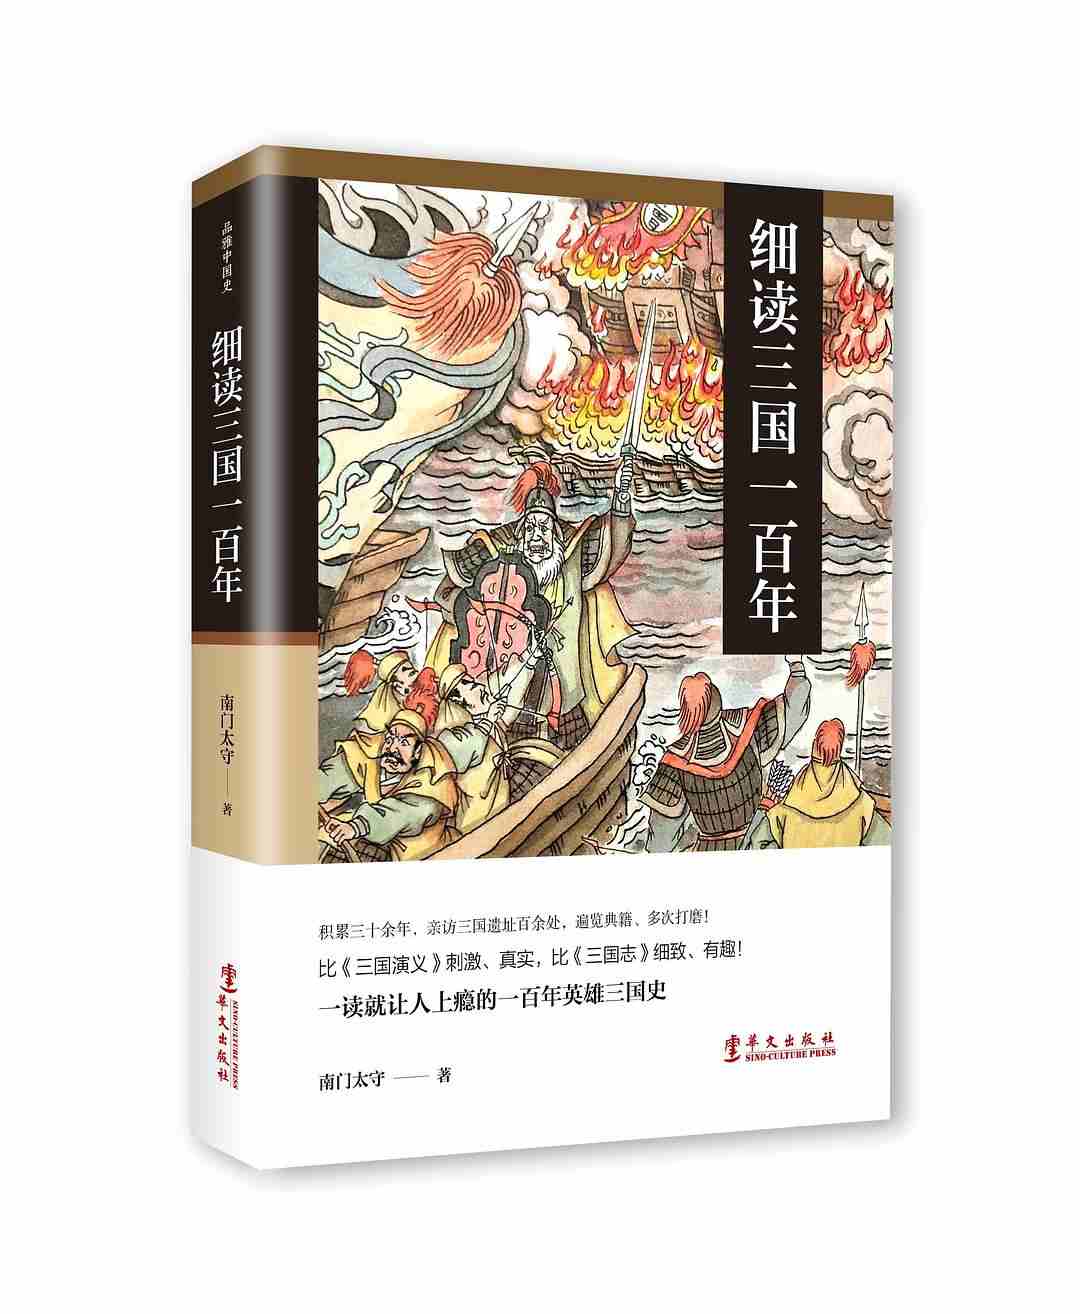 品雅中国史
细读三国一百年
南门太守——著
華文出版社
SINO-CULTURE PRESS
细读三国一百年
积累三十余年，亲访三国遗址百余处，遍览典籍、多次打磨！
比《三国演义》刺激、真实，比《三国志》细致、有趣！
一读就让人上瘾的一百年英雄三国史
華文出版社
SINO-CULTURE PRESS
南门太守——著